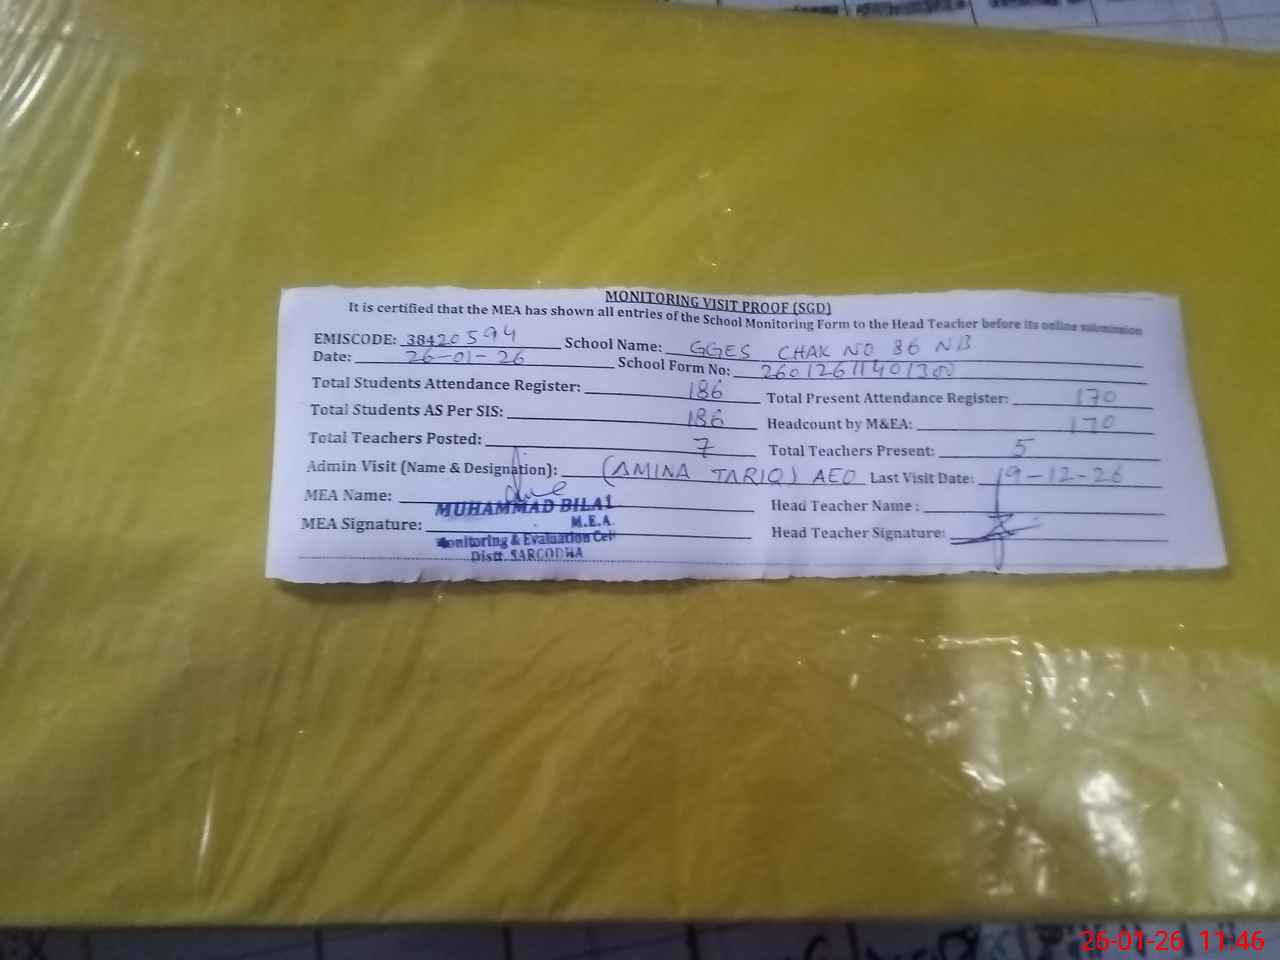 MONITORING VISIT PROOF (SGD)
It is certified that the MEA has shown all entries of the School Monitoring Form to the Head Teacher before its online submission
EMISCODE: 38420594 School Name: GGES CHAK NO 86 NB
Date: 26-01-26 School Form No: 26012611401300
Total Students Attendance Register: 186 Total Present Attendance Register: 170
Total Students AS Per SIS: 186 Headcount by M&EA: 170
Total Teachers Posted: 7 Total Teachers Present: 5
Admin Visit (Name & Designation): (AMINA TARIQ) AEO Last Visit Date: 19-12-26
MEA Name: Head Teacher Name :
MUHAMMAD BILAL
M.E.A.
MEA Signature: Head Teacher Signature:
Monitoring & Evaluation Cell
Distt. SARGODHA
26-01-26 11:46